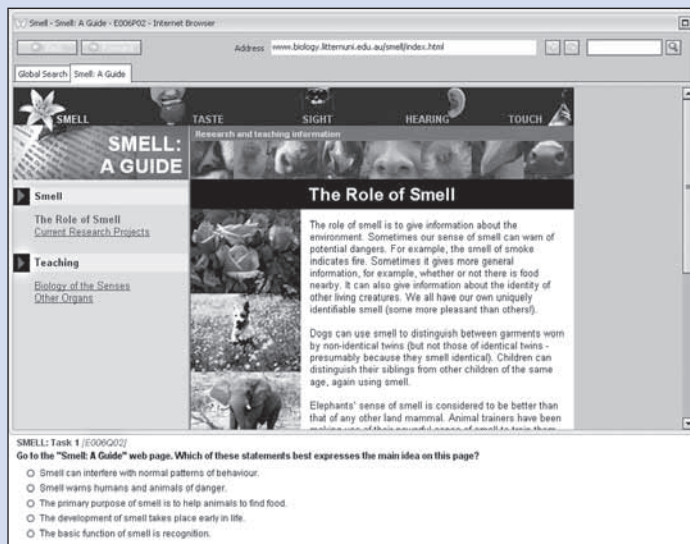 Smell - Smell: A Guide - E006P02 - Internet Browser
Address www.biology.litternuni.edu.au/smell/index.html
Global Search Smell: A Guide
SMELL TASTE SIGHT HEARING TOUCH
Research and teaching information
SMELL:
A GUIDE
Smell
The Role of Smell
Current Research Projects
Teaching
Biology of the Senses
Other Organs
The Role of Smell
The role of smell is to give information about the
environment. Sometimes our sense of smell can warn of
potential dangers. For example, the smell of smoke
indicates fire. Sometimes it gives more general
information, for example, whether or not there is food
nearby. It can also give information about the identity of
other living creatures. We all have our own uniquely
identifiable smell (some more pleasant than others!).
Dogs can use smell to distinguish between garments worn
by non-identical twins (but not those of identical twins -
presumably because they smell identical). Children can
distinguish their siblings from other children of the same
age, again using smell.
Elephants' sense of smell is considered to be better than
that of any other land mammal. Animal trainers have been
making use of their powerful sense of smell to train them
SMELL: Task 1 [E006Q02]
Go to the "Smell: A Guide" web page. Which of these statements best expresses the main idea on this page?
Smell can interfere with normal patterns of behaviour.
Smell warns humans and animals of danger.
The primary purpose of smell is to help animals to find food.
The development of smell takes place early in life.
The basic function of smell is recognition.